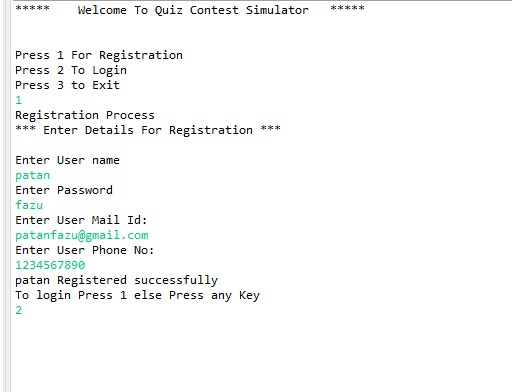 *****    Welcome To Quiz Contest Simulator   *****
Press 1 For Registration
Press 2 To Login
Press 3 to Exit
1
Registration Process
*** Enter Details For Registration ***
Enter User name
patan
Enter Password
fazu
Enter User Mail Id:
patanfazu@gmail.com
Enter User Phone No:
1234567890
patan Registered successfully
To login Press 1 else Press any Key
2